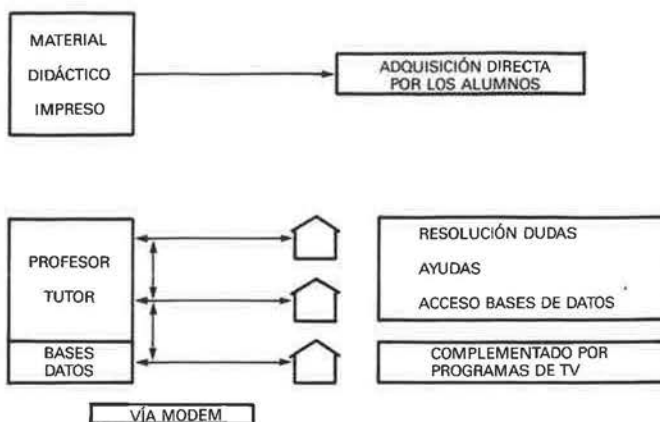 MATERIAL
DIDÁCTICO
IMPRESO
ADQUISICIÓN DIRECTA
POR LOS ALUMNOS
PROFESOR
TUTOR
BASES
DATOS
RESOLUCIÓN DUDAS
AYUDAS
ACCESO BASES DE DATOS
COMPLEMENTADO POR
PROGRAMAS DE TV
VÍA MODEM